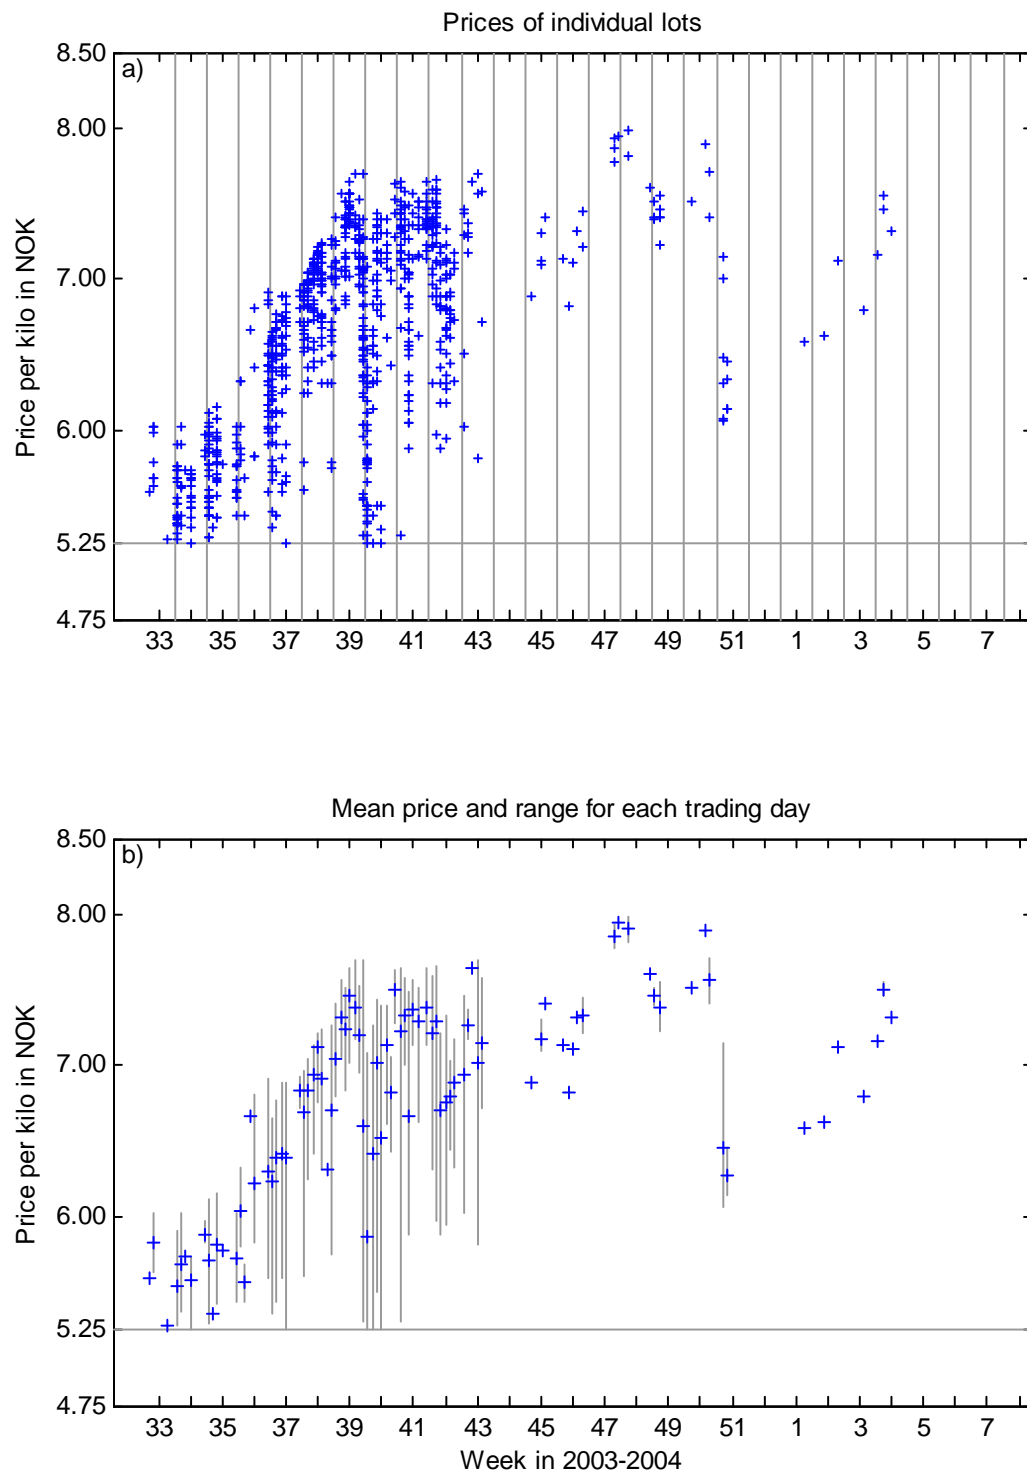 Prices of individual lots
a)
8.50
8.00
7.00
6.00
5.25
4.75
Price per kilo in NOK
33 35 37 39 41 43 45 47 49 51 1 3 5 7
Mean price and range for each trading day
b)
8.50
8.00
7.00
6.00
5.25
4.75
Price per kilo in NOK
33 35 37 39 41 43 45 47 49 51 1 3 5 7
Week in 2003-2004